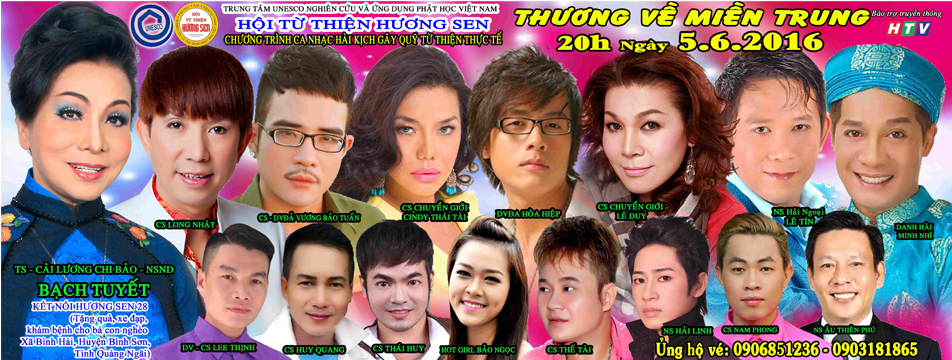 TRUNG TÂM UNESCO NGHIÊN CỨU VÀ ỨNG DỤNG PHẬT HỌC VIỆT NAM
HỘI TỪ THIỆN HƯƠNG SEN
CHƯƠNG TRÌNH CA NHẠC HÀI KỊCH GÂY QUỸ TỪ THIỆN THỰC TẾ
UNESCO
HỘI TỪ THIỆN
HƯƠNG SEN
THƯƠNG VỀ MIỀN TRUNG
20h Ngày 5.6.2016
Bảo trợ truyền thông
HTV
CS LONG NHẬT
CS - DVĐA VƯƠNG BẢO TUẤN
CS CHUYỂN GIỚI
CINDY THÁI TÀI
DVĐA HÒA HIỆP
CS CHUYỂN GIỚI
LÊ DUY
NS Hải Ngoại
LÊ TÍN
DANH HÀI
MINH NHÍ
TS - CẢI LƯƠNG CHI BẢO - NSND
BẠCH TUYẾT
KẾT NỐI HƯƠNG SEN 28
(Tặng quà, xe đạp,
khám bệnh cho bà con nghèo
Xã Bình Hải, Huyện Bình Sơn,
Tỉnh Quảng Ngãi)
DV - CS LEE THỊNH
CS HUY QUANG
CS THÁI HUY
HOT GIRL BẢO NGỌC
CS THẾ TÀI
NS HẢI LINH
CS NAM PHONG
NS ÂU THIÊN PHÚ
Ủng hộ vé: 0906851236 - 0903181865